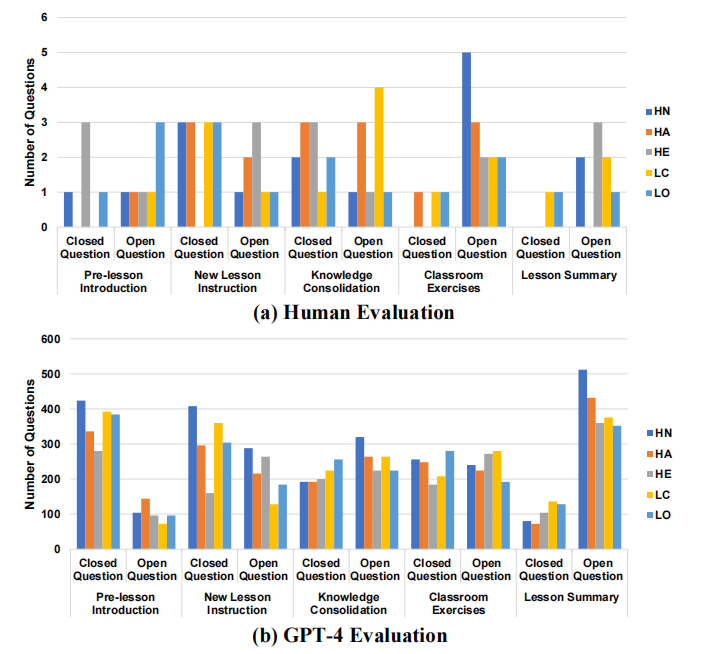 6
5
4
3
2
1
0
Number of Questions
Closed Question
Open Question
Closed Question
Open Question
Closed Question
Open Question
Closed Question
Open Question
Closed Question
Open Question
Pre-lesson Introduction
New Lesson Instruction
Knowledge Consolidation
Classroom Exercises
Lesson Summary
HN
HA
HE
LC
LO
(a) Human Evaluation
600
500
400
300
200
100
0
Number of Questions
Closed Question
Open Question
Closed Question
Open Question
Closed Question
Open Question
Closed Question
Open Question
Closed Question
Open Question
Pre-lesson Introduction
New Lesson Instruction
Knowledge Consolidation
Classroom Exercises
Lesson Summary
HN
HA
HE
LC
LO
(b) GPT-4 Evaluation